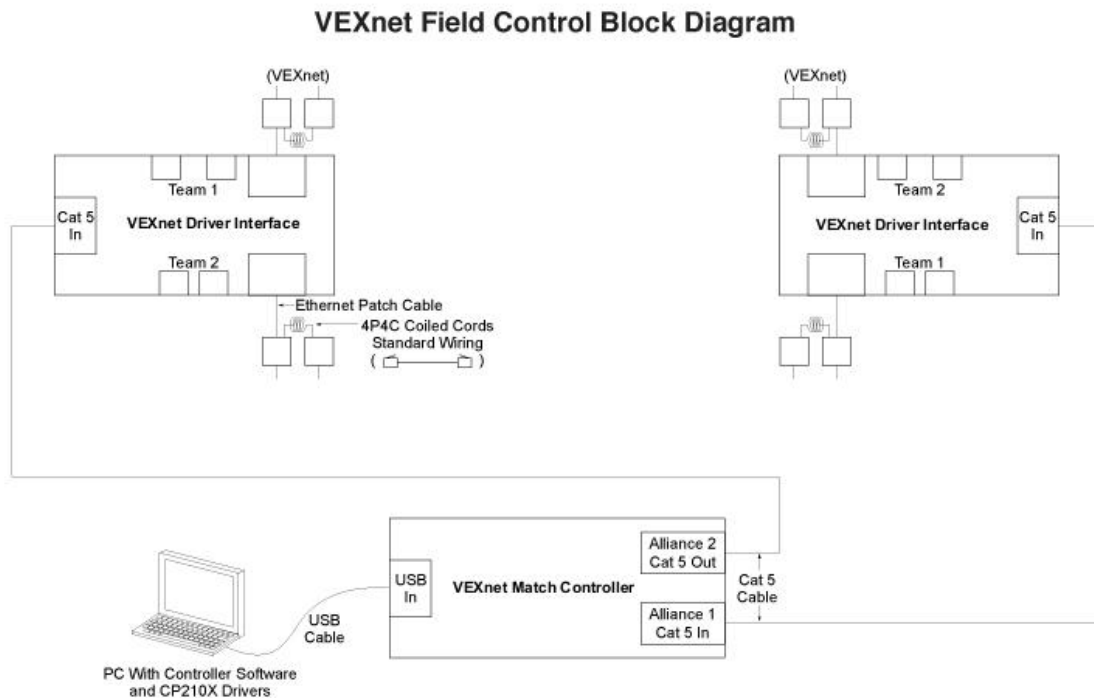 VEXnet Field Control Block Diagram
(VEXnet)
(VEXnet)
Team 1
Cat 5
In
VEXnet Driver Interface
Team 2
Team 2
VEXnet Driver Interface
Cat 5
In
Team 1
Ethernet Patch Cable
4P4C Coiled Cords
Standard Wiring
( )
Alliance 2
Cat 5 Out
USB
In
VEXnet Match Controller
Cat 5
Cable
Alliance 1
Cat 5 In
USB
Cable
PC With Controller Software
and CP210X Drivers